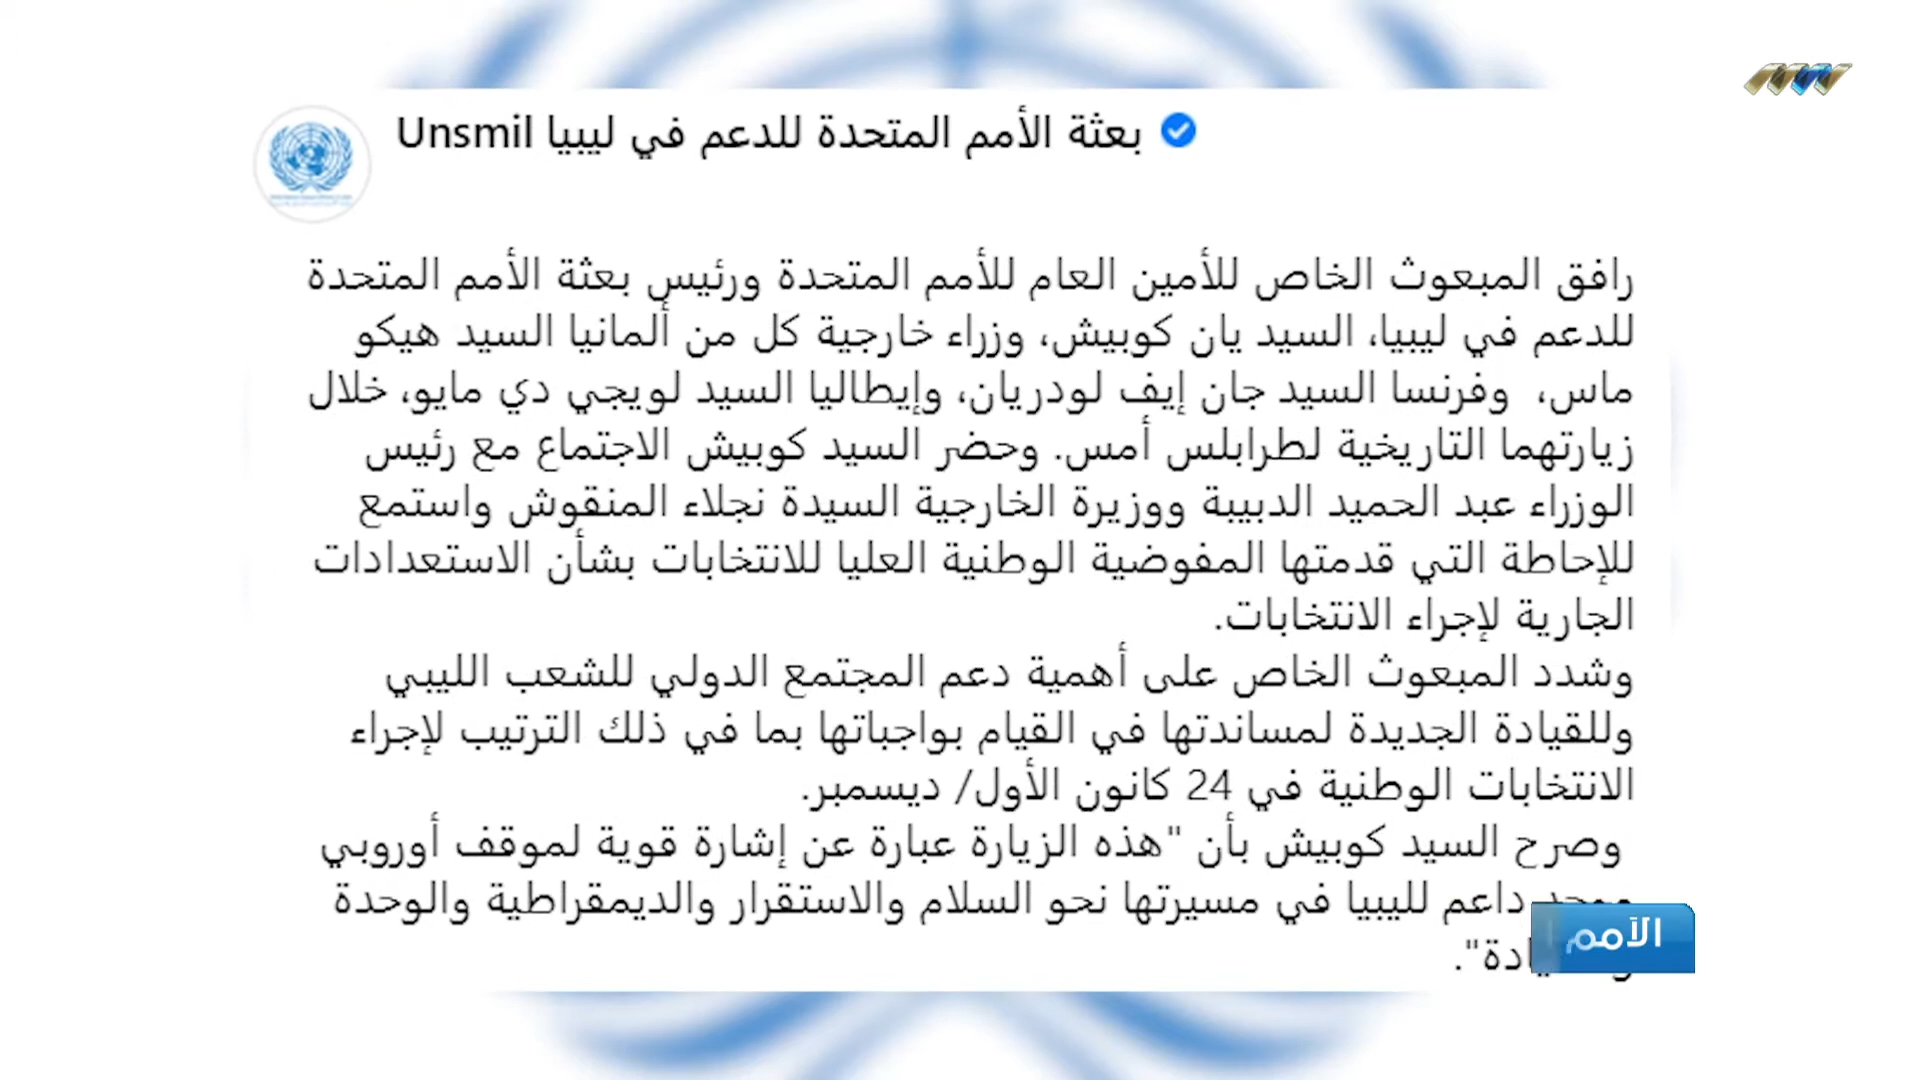 بعثة الأمم المتحدة للدعم في ليبيا Unsmil
رافق المبعوث الخاص للأمين العام للأمم المتحدة ورئيس بعثة الأمم المتحدة
للدعم في ليبيا، السيد يان كوبيش، وزراء خارجية كل من ألمانيا السيد هيكو
ماس، وفرنسا السيد جان إيف لودريان، وإيطاليا السيد لويجي دي مايو، خلال
زيارتهما التاريخية لطرابلس أمس. وحضر السيد كوبيش الاجتماع مع رئيس
الوزراء عبد الحميد الدبيبة ووزيرة الخارجية السيدة نجلاء المنقوش واستمع
للإحاطة التي قدمتها المفوضية الوطنية العليا للانتخابات بشأن الاستعدادات
الجارية لإجراء الانتخابات.
وشدد المبعوث الخاص على أهمية دعم المجتمع الدولي للشعب الليبي
وللقيادة الجديدة لمساندتها في القيام بواجباتها بما في ذلك الترتيب لإجراء
الانتخابات الوطنية في 24 كانون الأول/ ديسمبر.
وصرح السيد كوبيش بأن "هذه الزيارة عبارة عن إشارة قوية لموقف أوروبي
داعم لليبيا في مسيرتها نحو السلام والاستقرار والديمقراطية والوحدة
الأمم